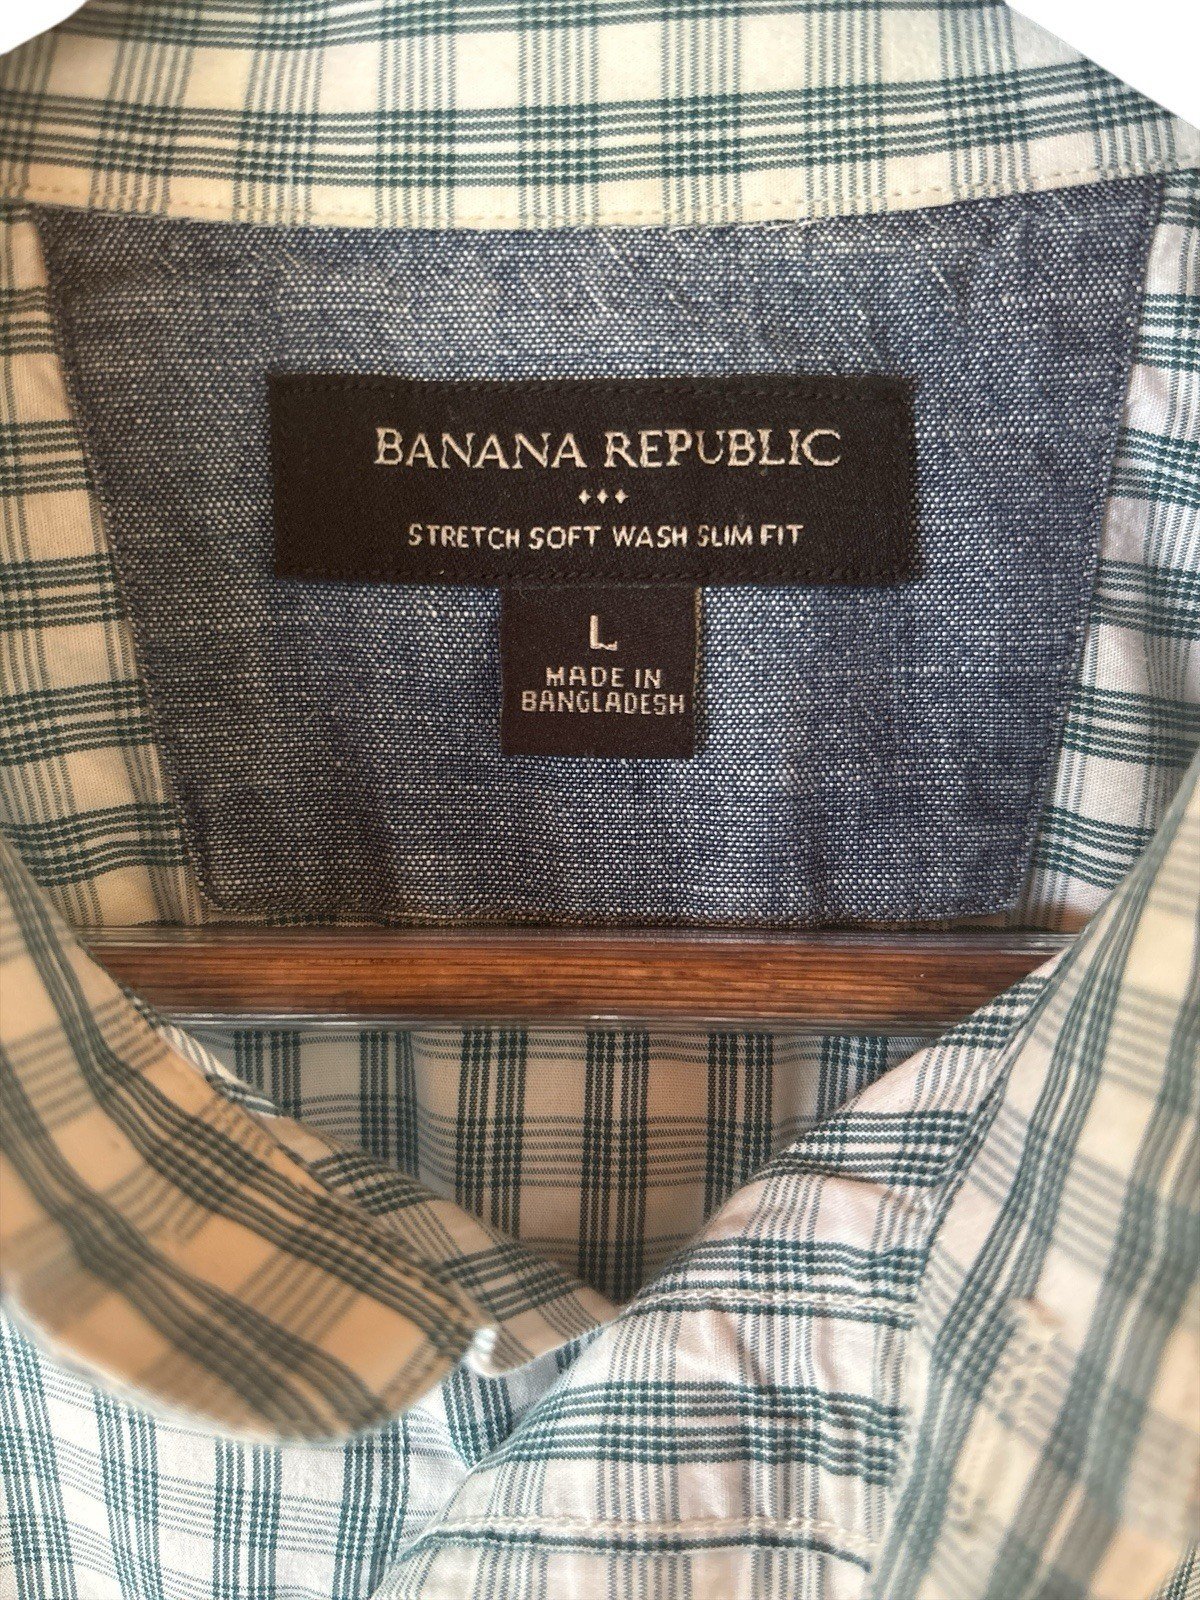 BANANA REPUBLIC
STRETCH SOFT WASH SLIM FIT
L
MADE IN
BANGLADESH